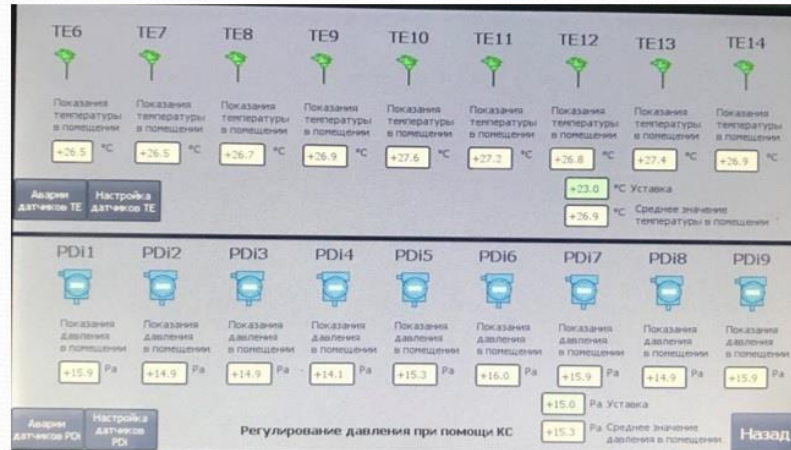 TE6 TE7 TE8 TE9 TE10 TE11 TE12 TE13 TE14
Показания Показания Показания Показания Показания Показания Показания Показания Показания
температуры температуры температуры температуры температуры температуры температуры температуры температуры
в помещении в помещении в помещении в помещении в помещении в помещении в помещении в помещении в помещении
+26.5 °C +26.5 °C +26.7 °C +26.9 °C +27.6 °C +27.2 °C +26.8 °C +27.4 °C +26.9 °C
+23.0 °C Уставка
Аварии Настройка
датчиков TE датчиков TE
+26.9 °C Среднее значение
температуры в помещении
PDi1 PDi2 PDi3 PDi4 PDi5 PDi6 PDi7 PDi8 PDi9
Показания Показания Показания Показания Показания Показания Показания Показания Показания
давления давления давления давления давления давления давления давления давления
в помещении в помещении в помещении в помещении в помещении в помещении в помещении в помещении в помещении
+15.9 Pa +14.9 Pa +14.9 Pa +14.1 Pa +15.3 Pa +16.0 Pa +15.9 Pa +14.9 Pa +15.9
+15.0 Pa Уставка
Аварии Настройка
датчиков PDi датчиков
PDi
Регулирование давления при помощи КС
+15.3 Pa Среднее значение
давления в помещении
Назад